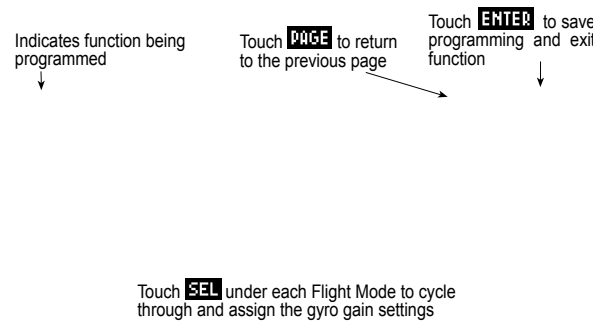 Indicates function being
programmed
Touch PAGE to return
to the previous page
Touch ENTER to save
programming and exit
function
Touch SEL under each Flight Mode to cycle
through and assign the gyro gain settings